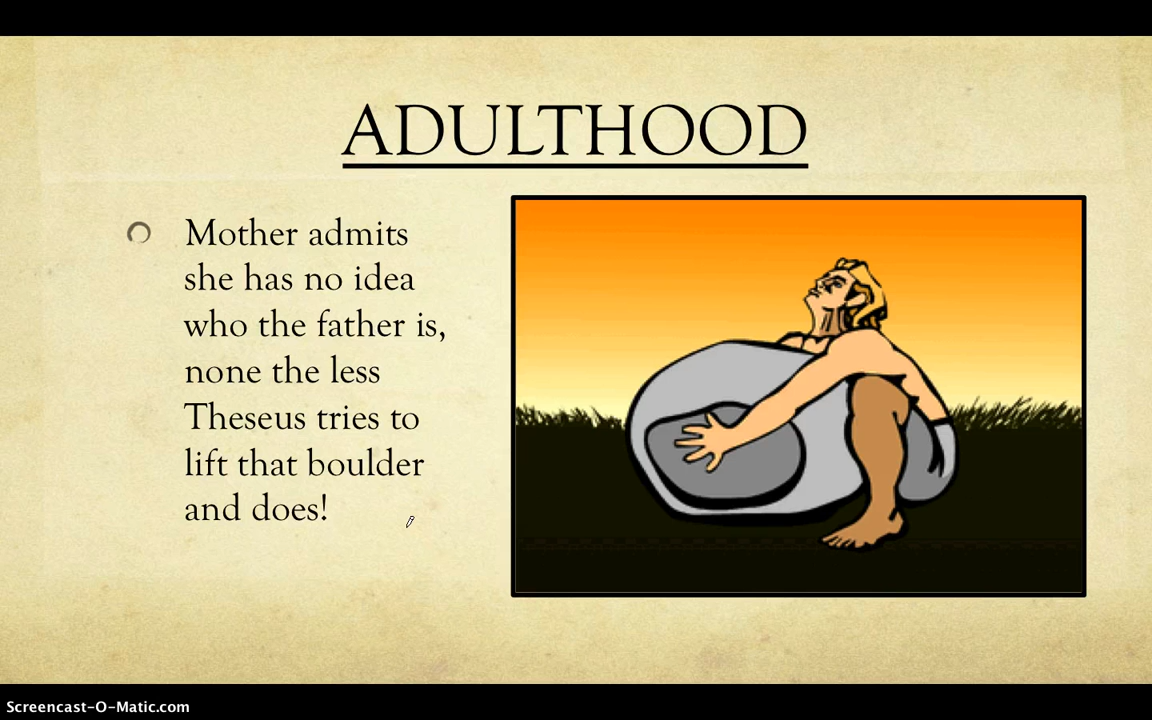 ADULTHOOD
Mother admits
she has no idea
who the father is,
none the less
Theseus tries to
lift that boulder
and does!
Screencast-O-Matic.com